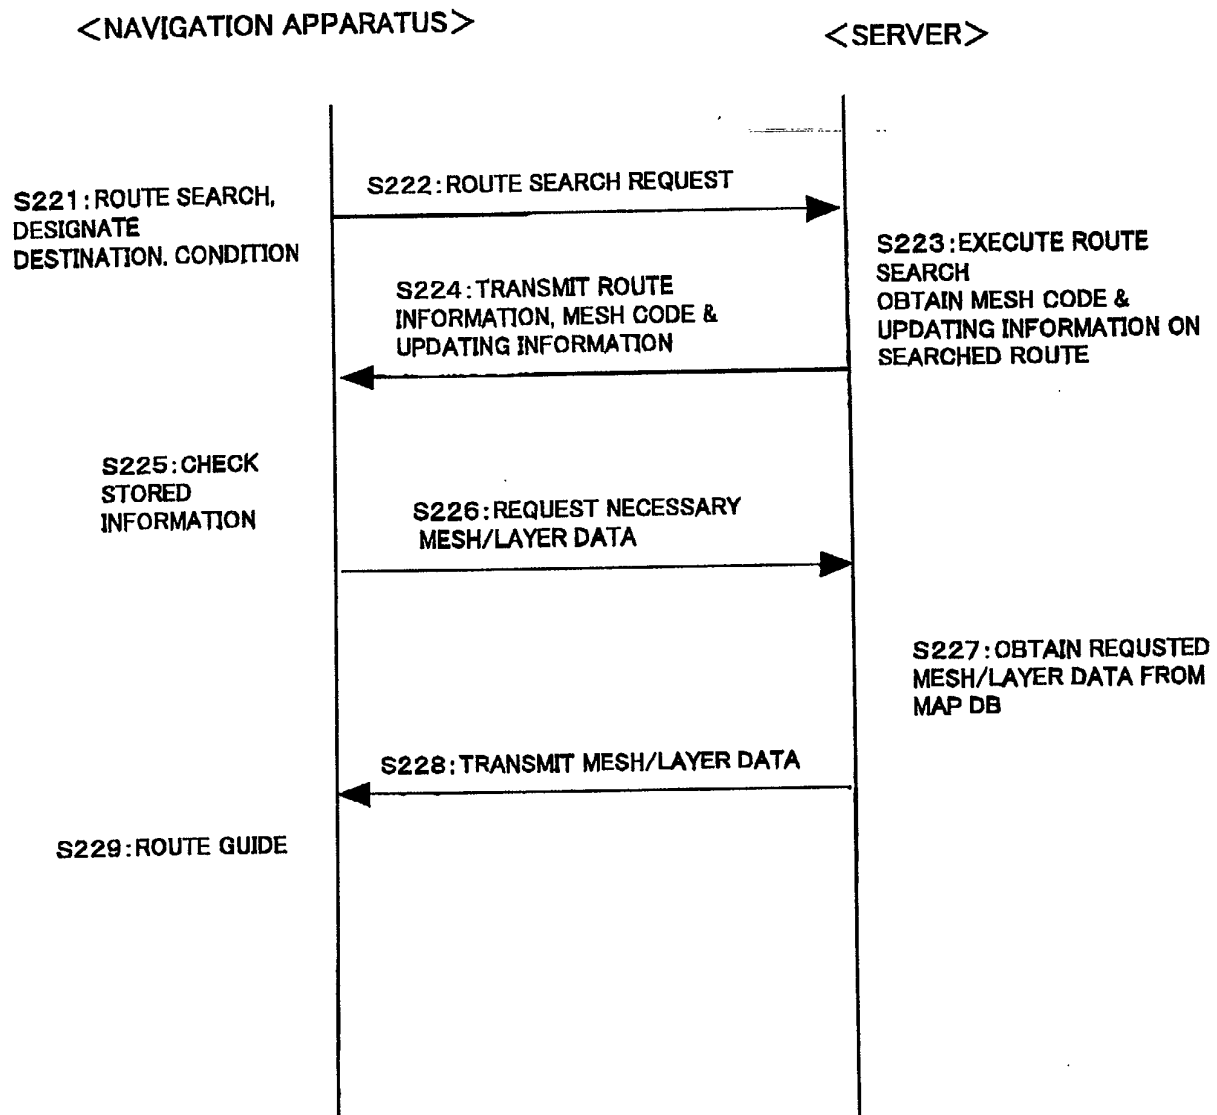 <NAVIGATION APPARATUS>
<SERVER>
S221:ROUTE SEARCH,
DESIGNATE
DESTINATION. CONDITION
S222:ROUTE SEARCH REQUEST
S223:EXECUTE ROUTE
SEARCH
OBTAIN MESH CODE &
UPDATING INFORMATION ON
SEARCHED ROUTE
S224:TRANSMIT ROUTE
INFORMATION, MESH CODE &
UPDATING INFORMATION
S225:CHECK
STORED
INFORMATION
S226:REQUEST NECESSARY
MESH/LAYER DATA
S227:OBTAIN REQUSTED
MESH/LAYER DATA FROM
MAP DB
S228:TRANSMIT MESH/LAYER DATA
S229:ROUTE GUIDE